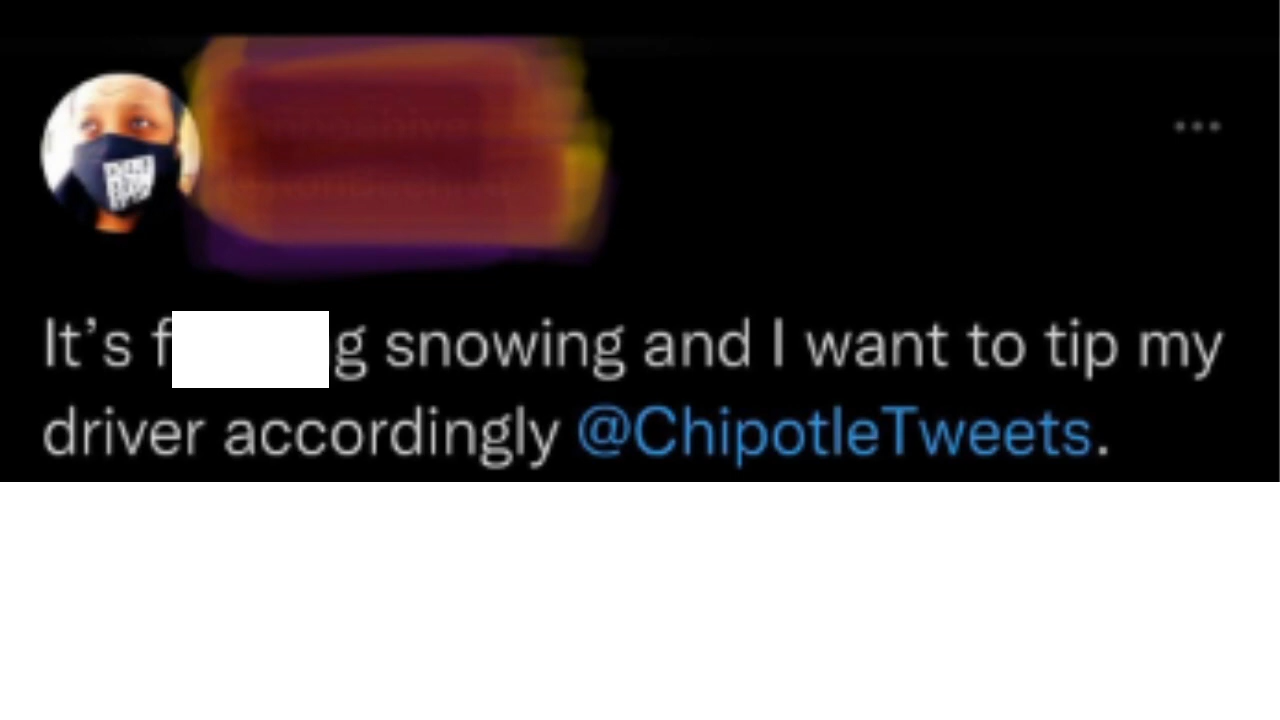 It’s f g snowing and I want to tip my
driver accordingly @ChipotleTweets.